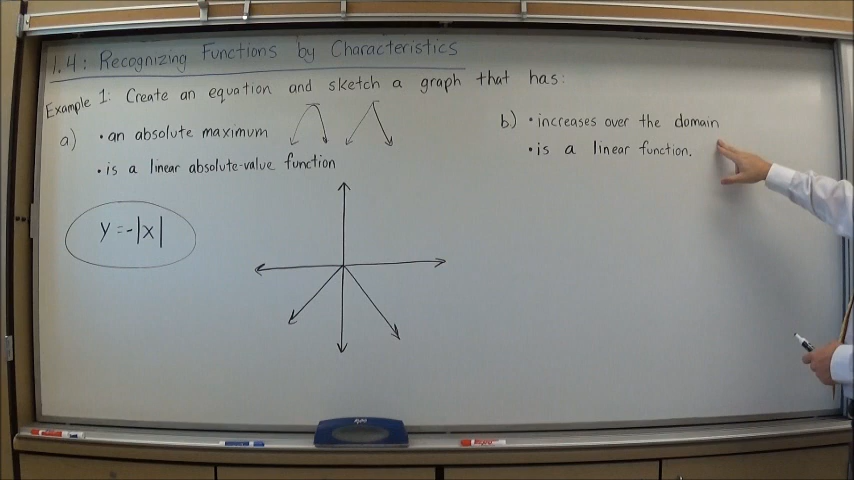 1.4: Recognizing Functions by Characteristics
Example 1: Create an equation and sketch a graph that has:
a) • an absolute maximum
• is a linear absolute-value function
y = -|x|
b) • increases over the domain
• is a linear function.